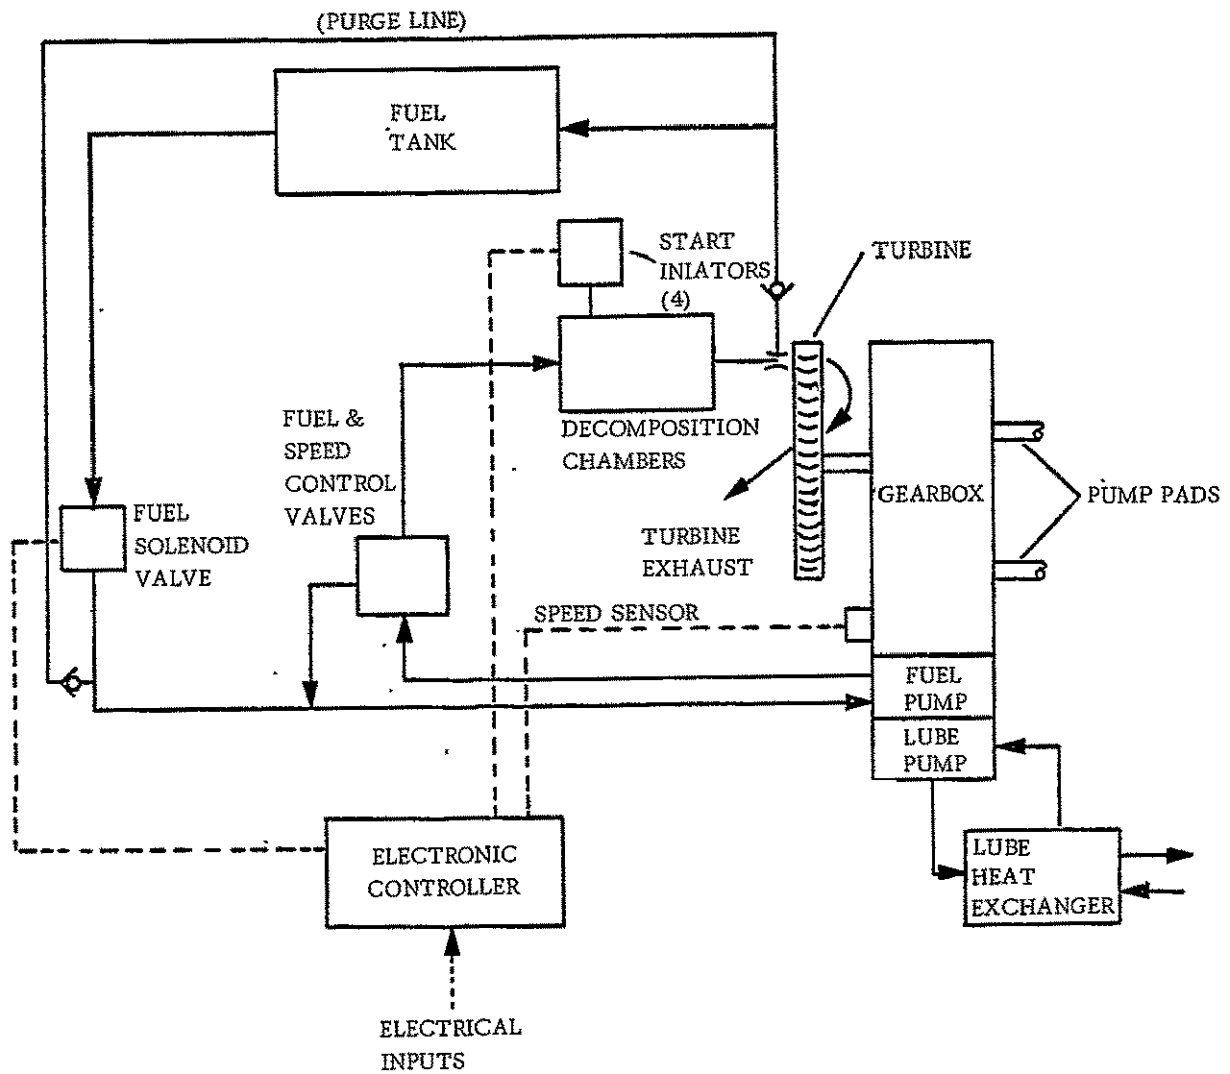 (PURGE LINE)
FUEL
TANK
START
INIATORS
(4)
TURBINE
FUEL &
SPEED
CONTROL
VALVES
DECOMPOSITION
CHAMBERS
GEARBOX
PUMP PADS
FUEL
SOLENOID
VALVE
TURBINE
EXHAUST
SPEED SENSOR
FUEL
PUMP
LUBE
PUMP
ELECTRONIC
CONTROLLER
LUBE
HEAT
EXCHANGER
ELECTRICAL
INPUTS